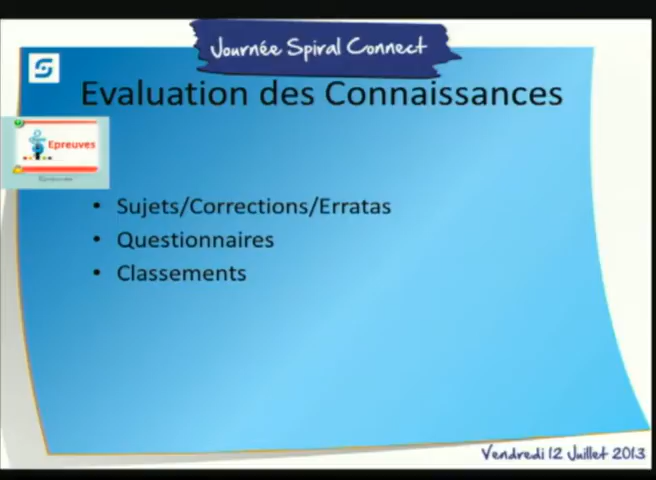 Journée Spiral Connect
Evaluation des Connaissances
Epreuves
• Sujets/Corrections/Erratas
• Questionnaires
• Classements
Vendredi 12 Juillet 2013